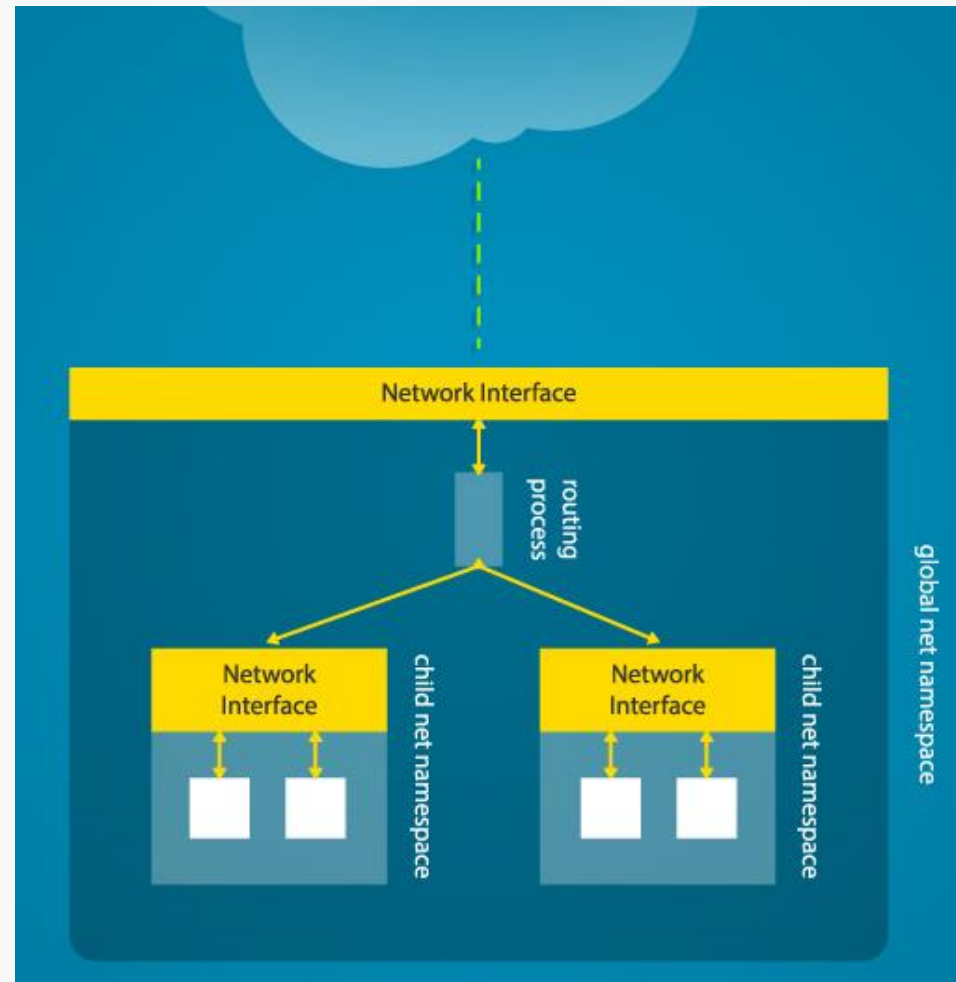 Network Interface
routing
process
global net namespace
Network
Interface
child net namespace
Network
Interface
child net namespace